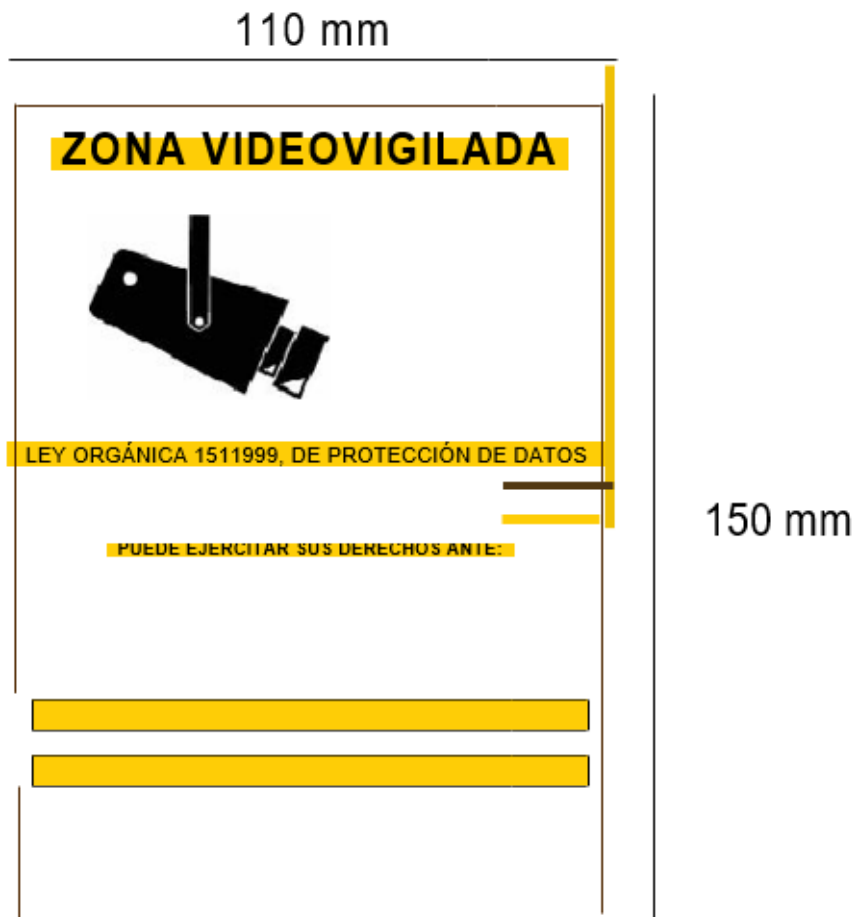 110 mm
ZONA VIDEOVIGILADA
LEY ORGÁNICA 1511999, DE PROTECCIÓN DE DATOS
150 mm
PUEDE EJERCITAR SUS DERECHOS ANTE: